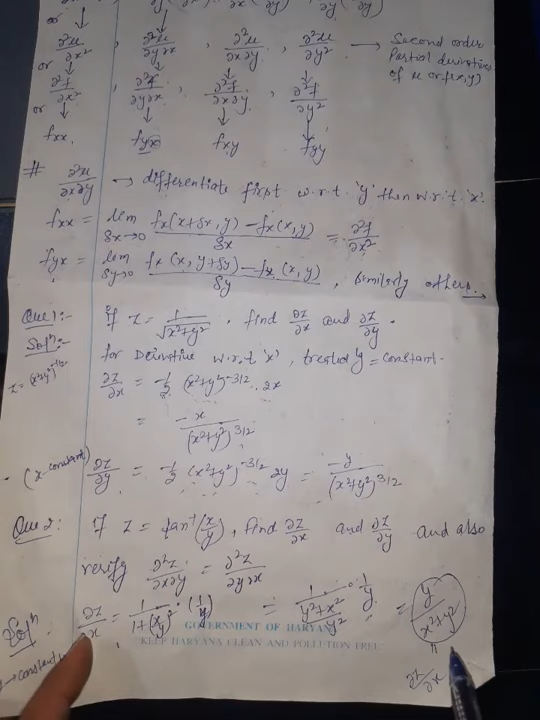 or ↓
∂²u/∂x² , ∂²u/∂y∂x , ∂²u/∂x∂y , ∂²u/∂y² → Second order Partial derivatives of u or f(x,y)
or ↓ ↓ ↓ ↓
∂²f/∂x² , ∂²f/∂y∂x , ∂²f/∂x∂y , ∂²f/∂y²
or ↓ ↓ ↓ ↓
fxx, fyx fxy fyy
# ∂²u/∂x∂y → differentiate first w.r.t. 'y' then w.r.t. 'x'.
fxx = lim δx→0 fx(x+δx, y) - fx(x, y) / δx = ∂²f/∂x²
fyx = lim δy→0 fx(x, y+δy) - fx(x, y) / δy , similarly others.
Que 1:- If z = 1/√(x²+y²) , find ∂z/∂x and ∂z/∂y.
Solⁿ:- for Derivative w.r.t 'x', treated y = constant.
z = (x²+y²)^-1/2
∂z/∂x = -1/2 (x²+y²)^-3/2 . 2x
= -x / (x²+y²)^3/2
(x-constant) ∂z/∂y = -1/2 (x²+y²)^-3/2 2y = -y / (x²+y²)^3/2
Que 2: If z = tan⁻¹(x/y), find ∂z/∂x and ∂z/∂y and also
verify ∂²z/∂x∂y = ∂²z/∂y∂x
Solⁿ: ∂z/∂x = 1/(1+(x/y)²) . (1/y) = 1/((y²+x²)/y²) . 1/y = y/(x²+y²)
GOVERNMENT OF HARYANA
"KEEP HARYANA CLEAN AND POLLUTION FREE"
y → constant
∂z/∂x